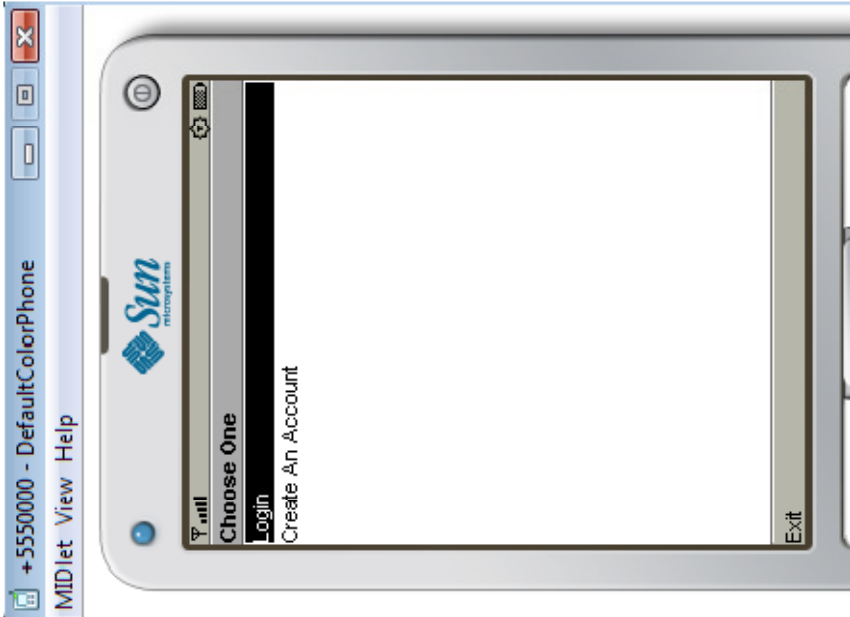 +5550000 - DefaultColorPhone
MIDlet View Help
Sun
microsystems
Choose One
Login
Create An Account
Exit